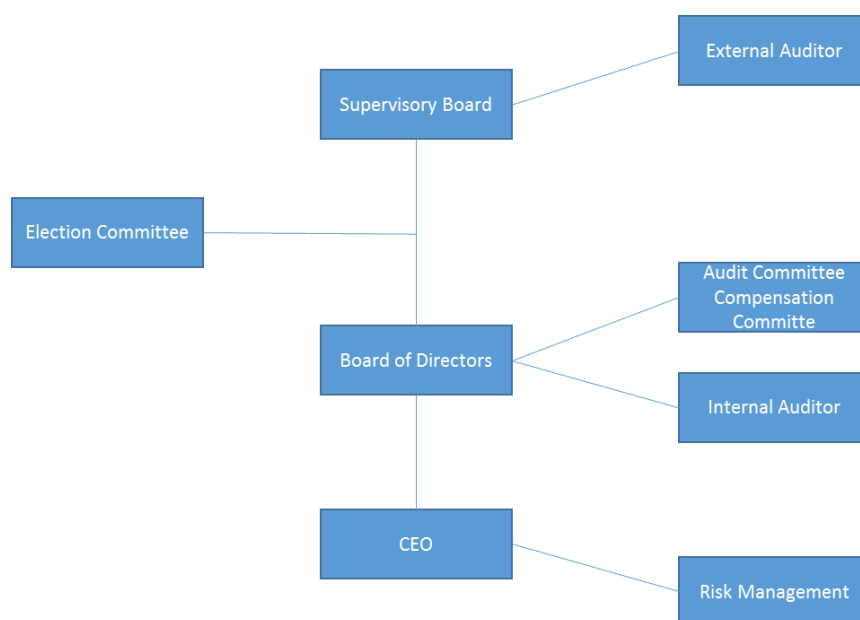 External Auditor
Supervisory Board
Election Committee
Audit Committee
Compensation
Committe
Board of Directors
Internal Auditor
CEO
Risk Management